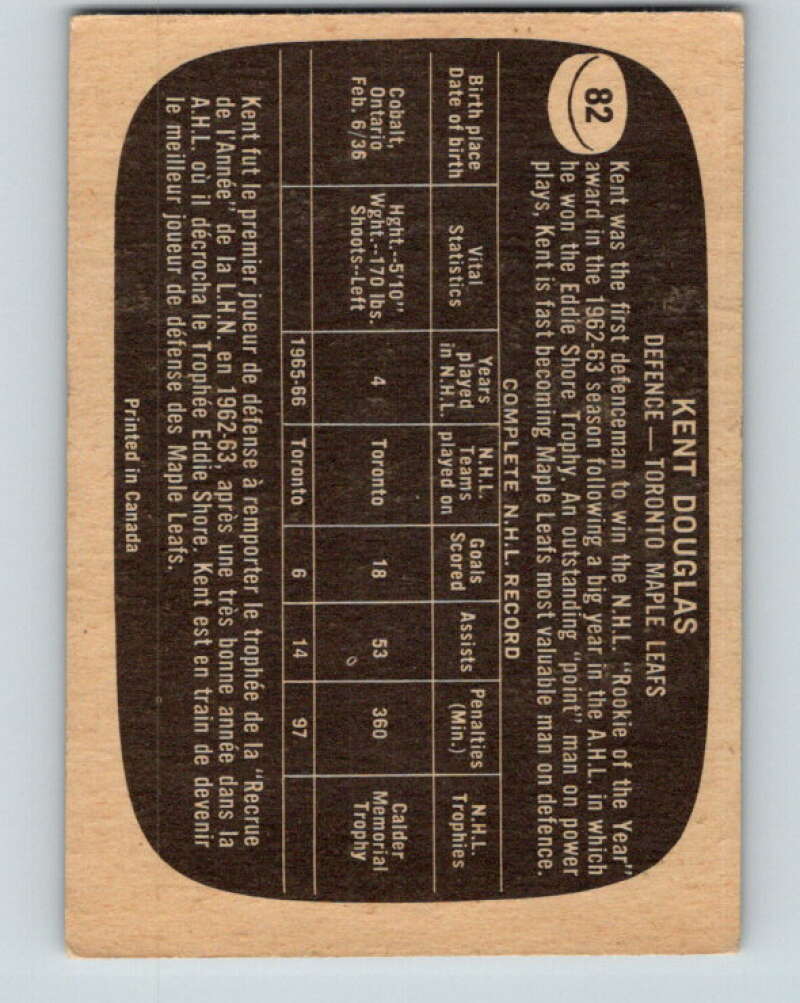 82
KENT DOUGLAS
DEFENCE — TORONTO MAPLE LEAFS
Kent was the first defenceman to win the N.H.L. "Rookie of the Year"
award in the 1962-63 season following a big year in the A.H.L. in which
he won the Eddie Shore Trophy. An outstanding "point" man on power
plays, Kent is fast becoming Maple Leafs most valuable man on defence.
COMPLETE N.H.L. RECORD
Birth place Date of birth | Vital Statistics | Years played in N.H.L. | N.H.L. Teams played on | Goals Scored | Assists | Penalties (Min.) | N.H.L. Trophies
Cobalt, Ontario Feb. 6/36 | Hght.--5'10" Wght.--170 lbs. Shoots--Left | 4 | Toronto | 18 | 53 | 360 | Calder Memorial Trophy
1965-66 | Toronto | 6 | 14 | 97
Kent fut le premier joueur de défense à remporter le trophée de la "Recrue
de l'Année" de la L.H.N. en 1962-63, après une très bonne année dans la
A.H.L. où il décrocha le Trophée Eddie Shore. Kent est en train de devenir
le meilleur joueur de défense des Maple Leafs.
Printed in Canada